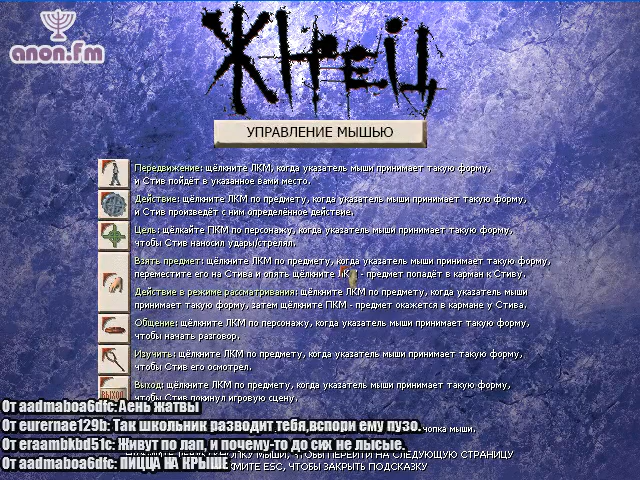 anon.fm
Жнец
УПРАВЛЕНИЕ МЫШЬЮ
Передвижение: щёлкните ЛКМ, когда указатель мыши принимает такую форму,
и Стив пойдёт в указанное вами место.
Действие: щёлкните ЛКМ по предмету, когда указатель мыши принимает такую форму,
и Стив произведёт с ним определённое действие.
Цель: щёлкайте ПКМ по персонажу, когда указатель мыши принимает такую форму,
чтобы Стив наносил удары/стрелял.
Взять предмет: щёлкните ЛКМ по предмету, когда указатель мыши принимает такую форму,
переместите его на Стива и опять щёлкните - предмет попадёт в карман к Стиву.
Действие в режиме рассматривания: щёлкните ЛКМ по предмету, когда указатель мыши
принимает такую форму, затем щёлкните ПКМ - предмет окажется в кармане у Стива.
Общение: щёлкните ЛКМ по персонажу, когда указатель мыши принимает такую форму,
чтобы начать разговор.
Изучить: щёлкните ЛКМ по предмету, когда указатель мыши принимает такую форму,
чтобы Стив его осмотрел.
Выход: щёлкните ЛКМ по предмету, когда указатель мыши принимает такую форму,
чтобы Стив покинул игровую сцену.
ВЫХОД
От aadmaboa6dfc: Аень жатвы
От eurernae129b: Так школьник разводит тебя,вспори ему пузо.
кнопка мыши.
От eraambkbd51c: Живут по лап, и почему-то до сих не лысые.
МЫШИ, ЧТОБЫ ПЕРЕЙТИ НА СЛЕДУЮЩУЮ СТРАНИЦУ
От aadmaboa6dfc: ПИЦЦА НА КРЫШЕ
ESC, ЧТОБЫ ЗАКРЫТЬ ПОДСКАЗКУ